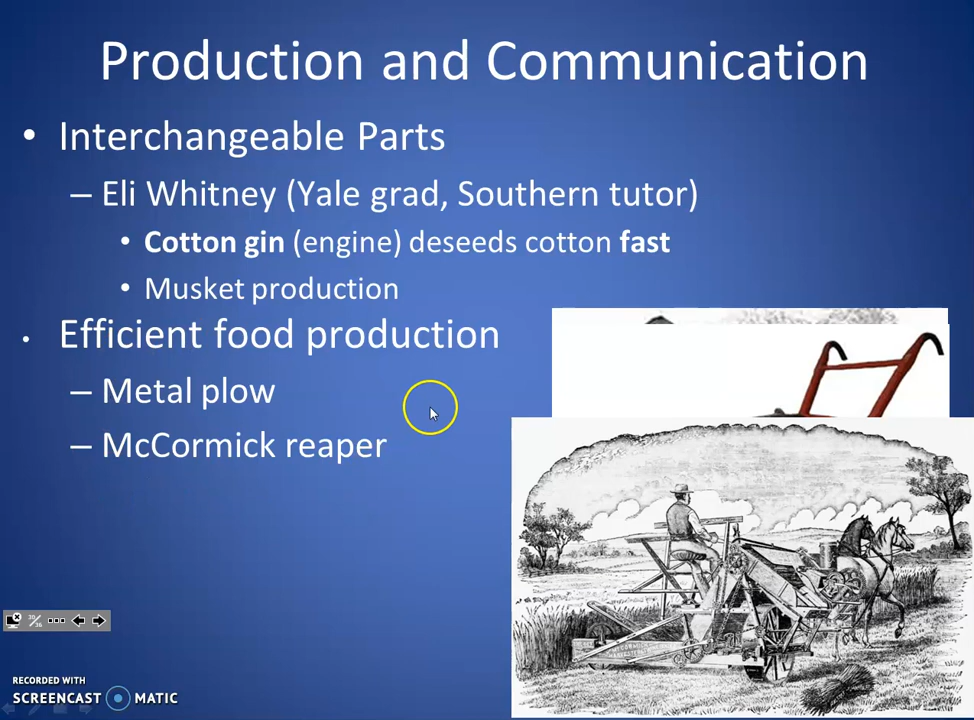 Production and Communication
• Interchangeable Parts
– Eli Whitney (Yale grad, Southern tutor)
• Cotton gin (engine) deseeds cotton fast
• Musket production
• Efficient food production
– Metal plow
– McCormick reaper
RECORDED WITH
SCREENCAST MATIC